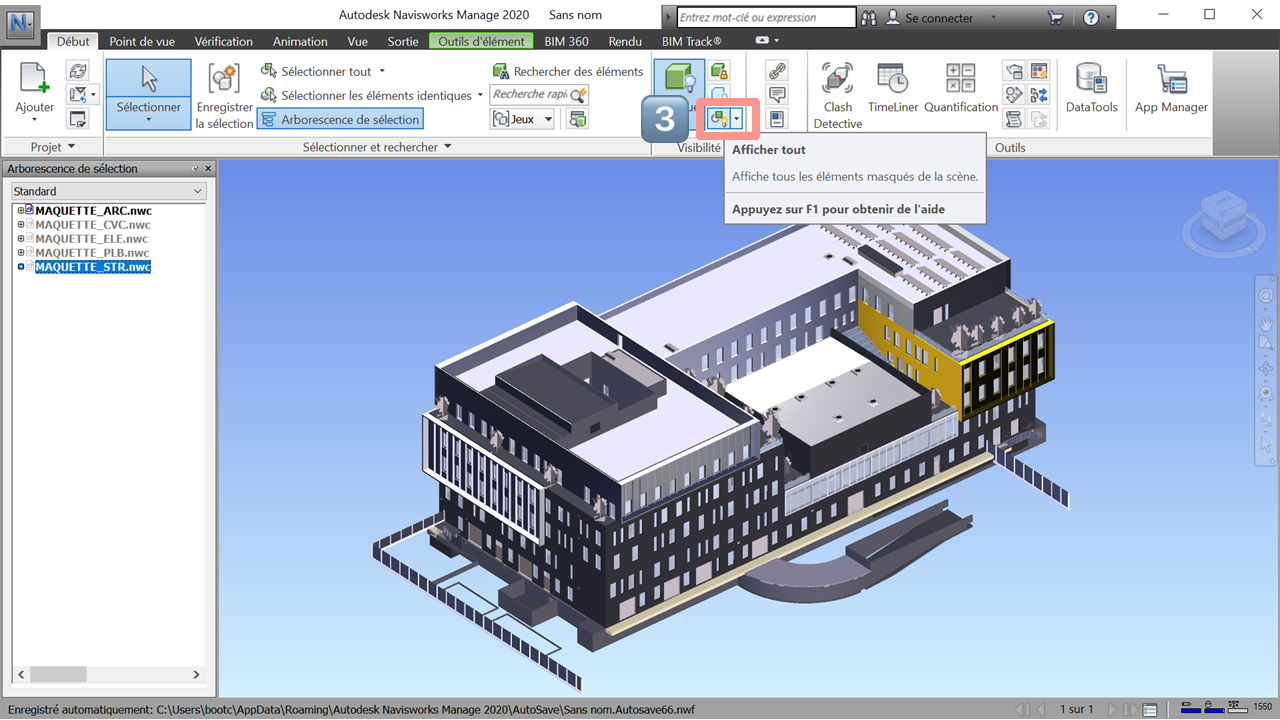 Autodesk Navisworks Manage 2020 Sans nom
Entrez mot-clé ou expression
Se connecter
Début Point de vue Vérification Animation Vue Sortie Outils d'élément BIM 360 Rendu BIM Track®
Ajouter
Projet
Sélectionner
Enregistrer
la sélection
Sélectionner tout
Sélectionner les éléments identiques
Arborescence de sélection
Rechercher des éléments
Recherche rapi
Jeux
Sélectionner et rechercher
3
Visibilité
Clash
Detective
TimeLiner
Quantification
DataTools
App Manager
Outils
Afficher tout
Affiche tous les éléments masqués de la scène.
Appuyez sur F1 pour obtenir de l'aide
Arborescence de sélection
Standard
MAQUETTE_ARC.nwc
MAQUETTE_CVC.nwc
MAQUETTE_ELE.nwc
MAQUETTE_PLB.nwc
MAQUETTE_STR.nwc
Enregistré automatiquement: C:\Users\bootc\AppData\Roaming\Autodesk Navisworks Manage 2020\AutoSave\Sans nom.Autosave66.nwf
1 sur 1
1550